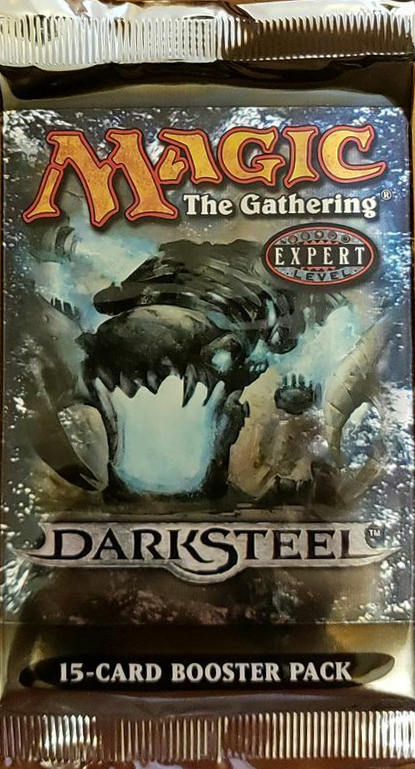 MAGIC
The Gathering®
EXPERT
LEVEL
DARKSTEEL™
15-CARD BOOSTER PACK